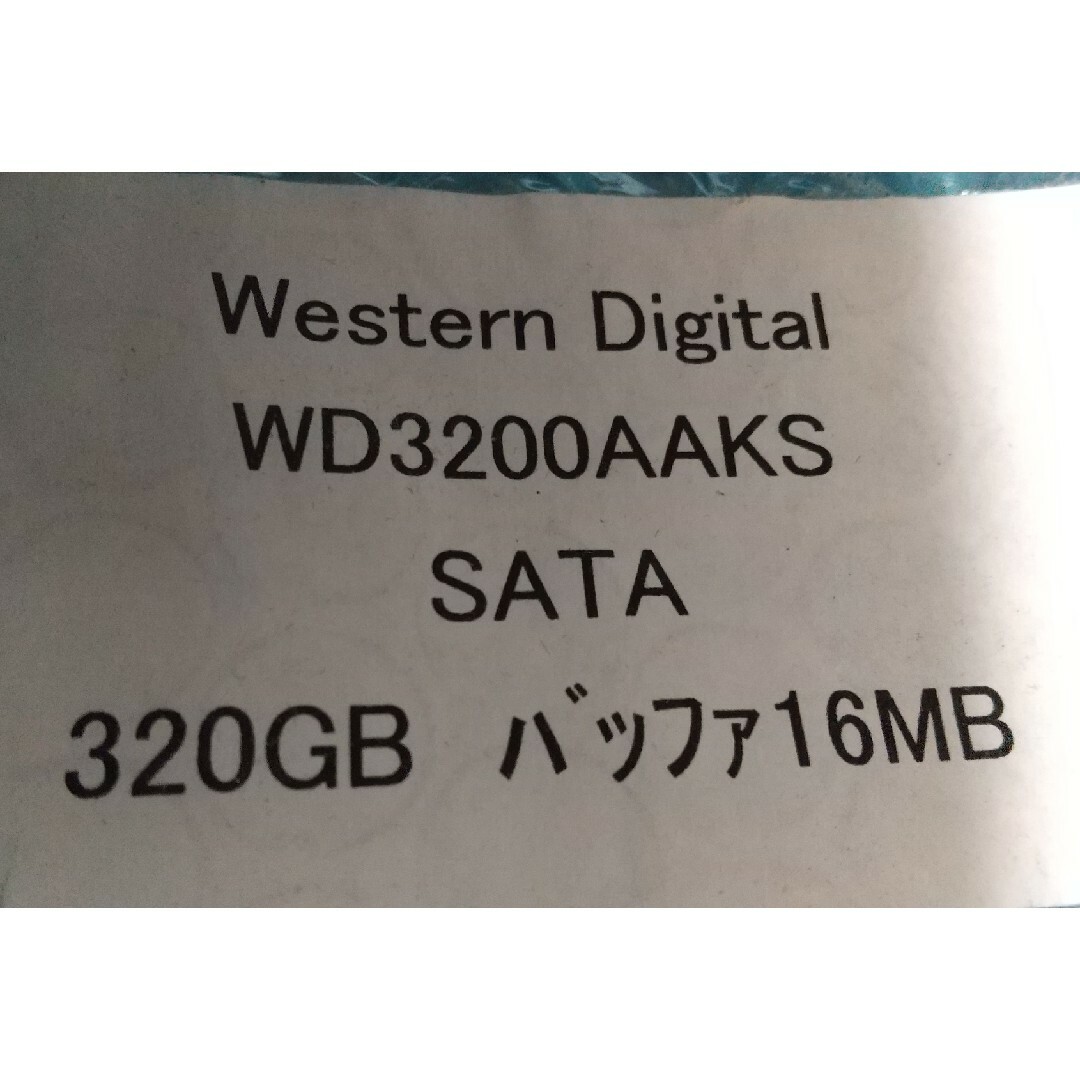 Western Digital
WD3200AAKS
SATA
320GB　バッファ16MB